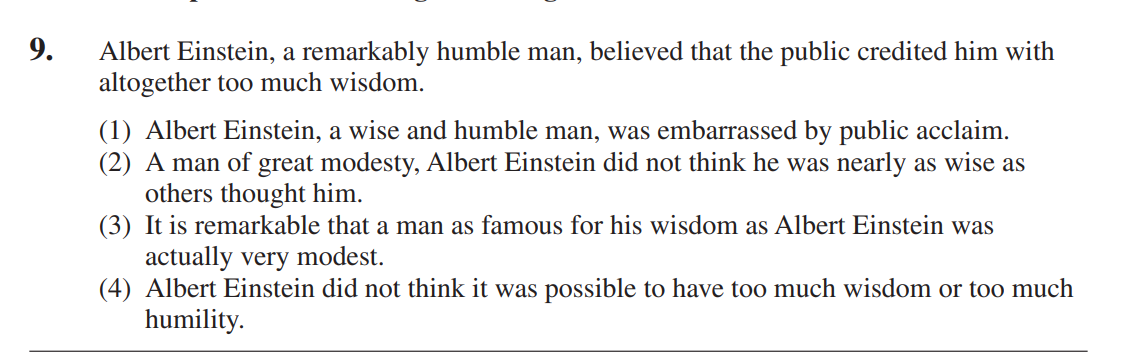 9. Albert Einstein, a remarkably humble man, believed that the public credited him with
altogether too much wisdom.
(1) Albert Einstein, a wise and humble man, was embarrassed by public acclaim.
(2) A man of great modesty, Albert Einstein did not think he was nearly as wise as
others thought him.
(3) It is remarkable that a man as famous for his wisdom as Albert Einstein was
actually very modest.
(4) Albert Einstein did not think it was possible to have too much wisdom or too much
humility.